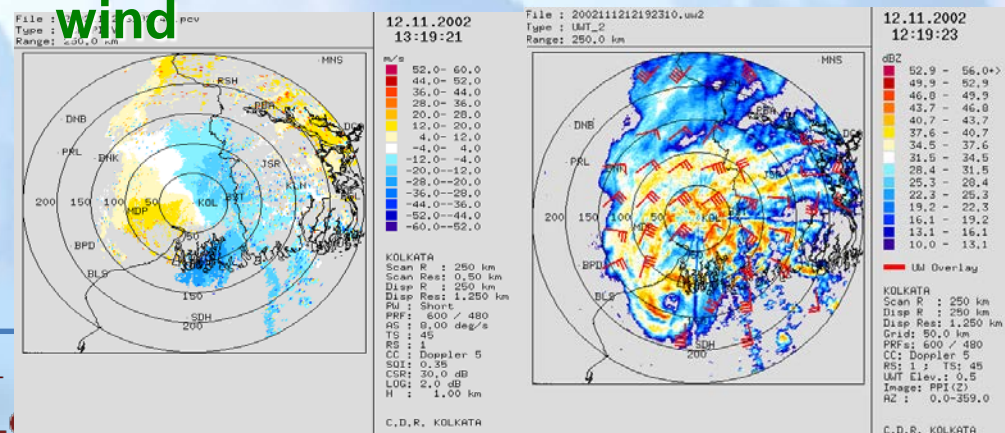 wind
File :
Type :
Range: 250.0 km
12.11.2002
13:19:21
m/s
52.0- 60.0
44.0- 52.0
36.0- 44.0
28.0- 36.0
20.0- 28.0
12.0- 20.0
4.0- 12.0
-4.0- 4.0
-12.0- -4.0
-20.0--12.0
-28.0--20.0
-36.0--28.0
-44.0--36.0
-52.0--44.0
-60.0--52.0
KOLKATA
Scan R : 250 km
Scan Res: 0.50 km
Disp R : 250 km
Disp Res: 1.250 km
PW : Short
PRF: 600 / 480
AS : 8.00 deg/s
TS : 45
RS : 1
CC : Doppler 5
SQI: 0.35
CSR: 30.0 dB
LOG: 2.0 dB
H : 1.00 km
C.D.R. KOLKATA
MNS
RSH
DNB
PRL
DNK
JSR
KLN
200 150 100 50
KOL
MDP
BPD
BLS
50
150
SDH
200
File : 2002111212192310.uw2
Type : UWT_2
Range: 250.0 km
12.11.2002
12:19:23
dBZ
52.9 - 56.0+>
49.9 - 52.9
46.8 - 49.9
43.7 - 46.8
40.7 - 43.7
37.6 - 40.7
34.5 - 37.6
31.5 - 34.5
28.4 - 31.5
25.3 - 28.4
22.3 - 25.3
19.2 - 22.3
16.1 - 19.2
13.1 - 16.1
10.0 - 13.1
UW Overlay
KOLKATA
Scan R : 250 km
Disp R : 250 km
Disp Res: 1.250 km
Grid: 50.0 km
PRFs: 600 / 480
CC: Doppler 5
RS: 1 ; TS: 45
UWT Elev.: 0.5
Image: PPI(Z)
AZ : 0.0-359.0
C.D.R. KOLKATA
MNS
DNB
PRL
200 150 100 50
KOL
BPD
BLS
SDH
200